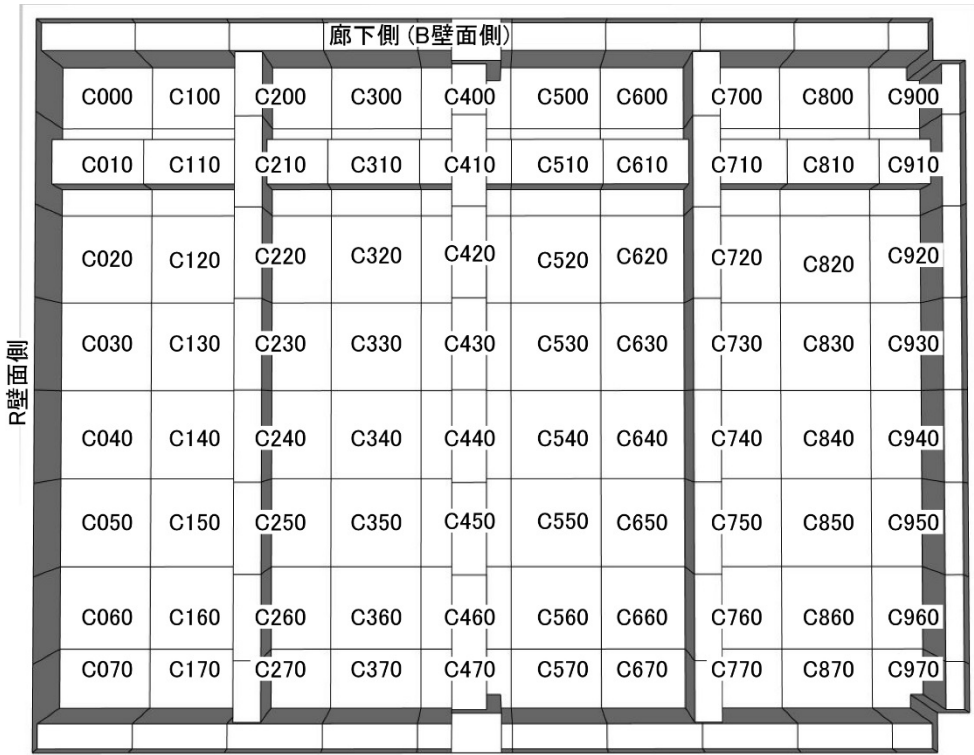 廊下側 (B壁面側)
R壁面側
C000 C100 C200 C300 C400 C500 C600 C700 C800 C900
C010 C110 C210 C310 C410 C510 C610 C710 C810 C910
C020 C120 C220 C320 C420 C520 C620 C720 C820 C920
C030 C130 C230 C330 C430 C530 C630 C730 C830 C930
C040 C140 C240 C340 C440 C540 C640 C740 C840 C940
C050 C150 C250 C350 C450 C550 C650 C750 C850 C950
C060 C160 C260 C360 C460 C560 C660 C760 C860 C960
C070 C170 C270 C370 C470 C570 C670 C770 C870 C970